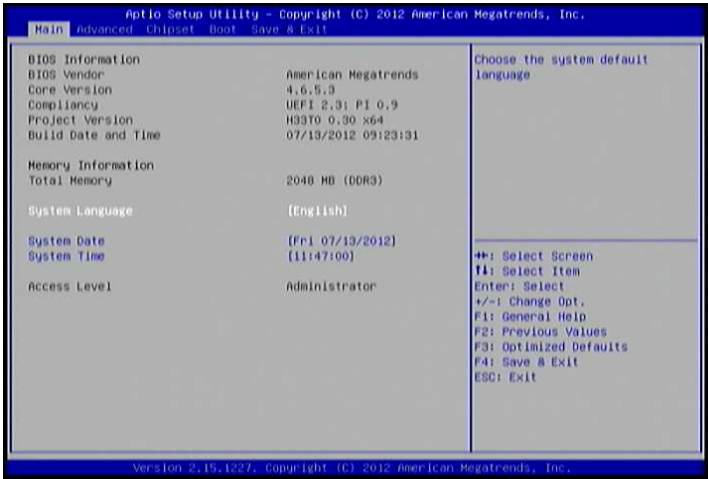 Aptio Setup Utility - Copyright (C) 2012 American Megatrends, Inc.
Main Advanced Chipset Boot Save & Exit
BIOS Information
BIOS Vendor American Megatrends
Core Version 4.6.5.3
Compliancy UEFI 2.3; PI 0.9
Project Version H33T0 0.30 x64
Build Date and Time 07/13/2012 09:23:31
Memory Information
Total Memory 2048 MB (DDR3)
System Language [English]
System Date [Fri 07/13/2012]
System Time [11:47:00]
Access Level Administrator
Choose the system default
language
→←: Select Screen
↑↓: Select Item
Enter: Select
+/-: Change Opt.
F1: General Help
F2: Previous Values
F3: Optimized Defaults
F4: Save & Exit
ESC: Exit
Version 2.15.1227. Copyright (C) 2012 American Megatrends, Inc.